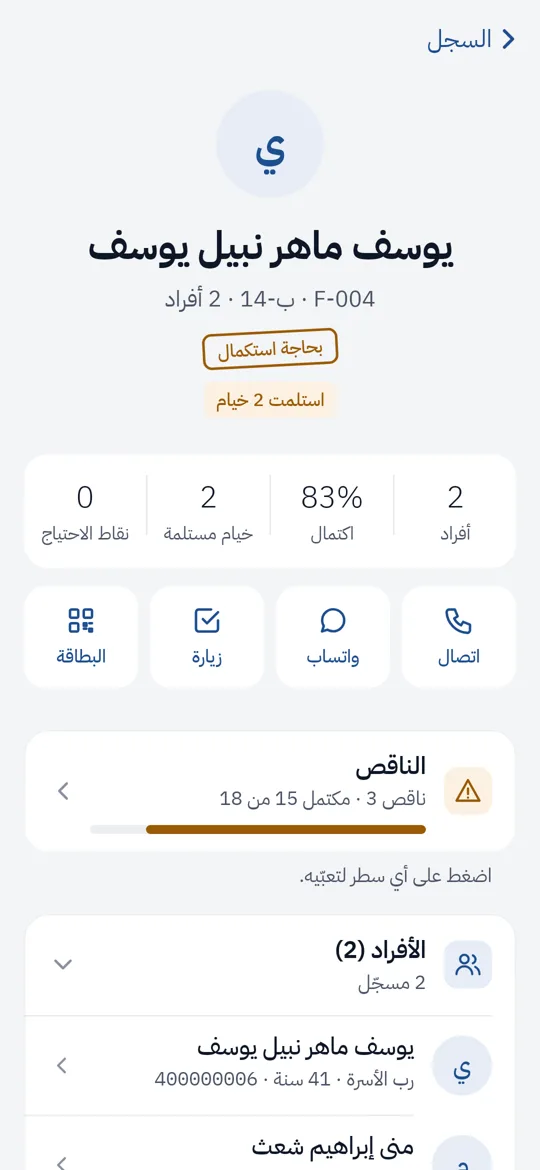 السجل
ي
يوسف ماهر نبيل يوسف
F-004 · ب-14 · 2 أفراد
بحاجة استكمال
استلمت 2 خيام
2
أفراد
83%
اكتمال
2
خيام مستلمة
0
نقاط الاحتياج
اتصال
واتساب
زيارة
البطاقة
الناقص
ناقص 3 · مكتمل 15 من 18
اضغط على أي سطر لتعبّيه.
الأفراد (2)
2 مسجّل
ي
يوسف ماهر نبيل يوسف
رب الأسرة · 41 سنة · 400000006
منى إبراهيم شعث